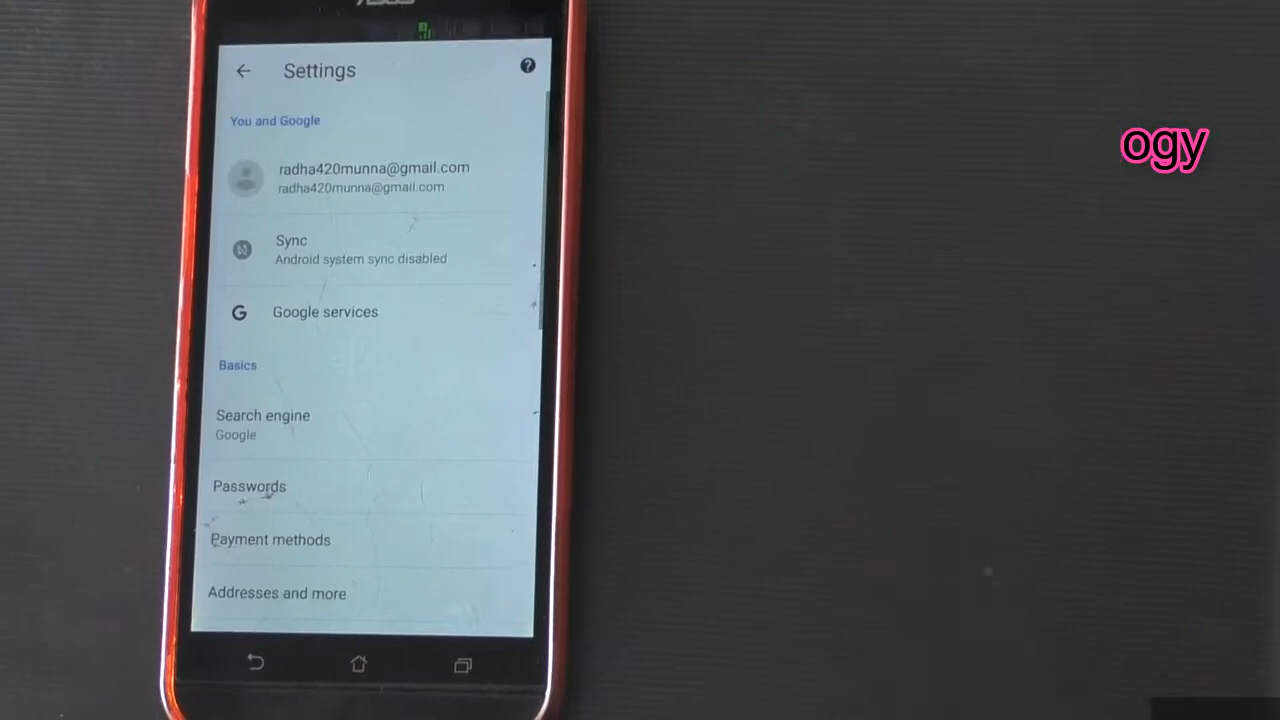 ASUS
Settings
You and Google
radha420munna@gmail.com
radha420munna@gmail.com
Sync
Android system sync disabled
Google services
Basics
Search engine
Google
Passwords
Payment methods
Addresses and more
ogy